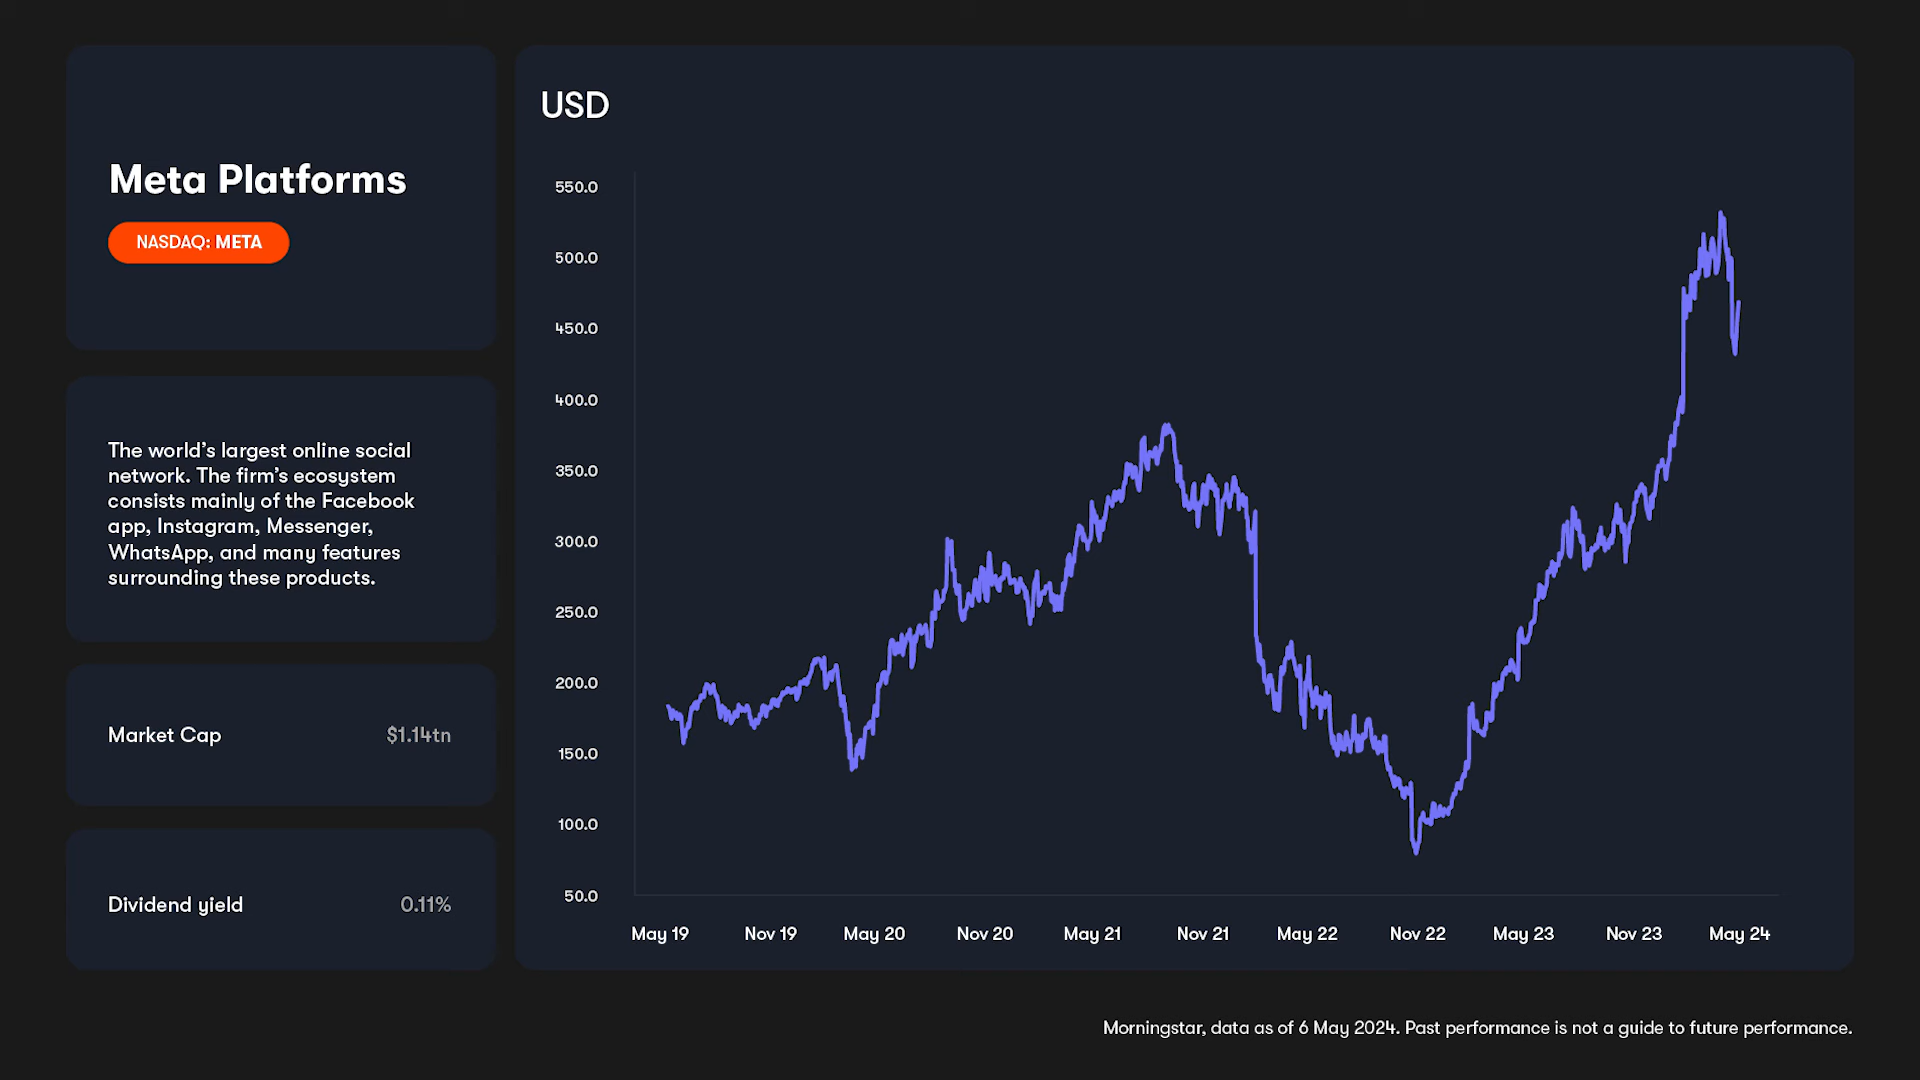 Meta Platforms
NASDAQ: META
The world’s largest online social
network. The firm’s ecosystem
consists mainly of the Facebook
app, Instagram, Messenger,
WhatsApp, and many features
surrounding these products.
Market Cap $1.14tn
Dividend yield 0.11%
USD
550.0
500.0
450.0
400.0
350.0
300.0
250.0
200.0
150.0
100.0
50.0
May 19 Nov 19 May 20 Nov 20 May 21 Nov 21 May 22 Nov 22 May 23 Nov 23 May 24
Morningstar, data as of 6 May 2024. Past performance is not a guide to future performance.